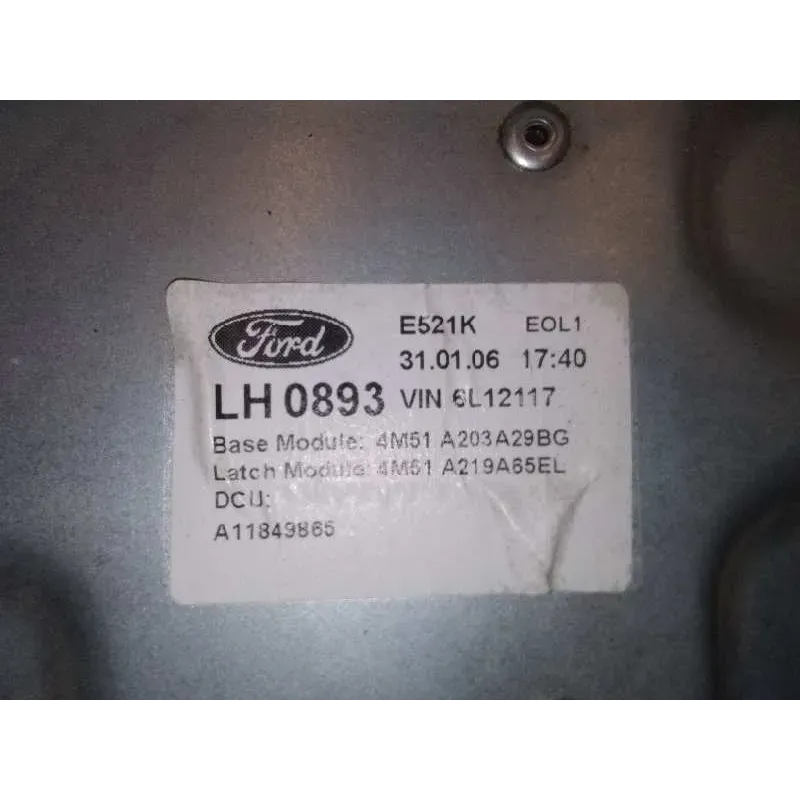 Ford E521K EOL1
31.01.06 17:40
LH 0893 VIN 6L12117
Base Module: 4M51 A203A29BG
Latch Module: 4M51 A219A65EL
DCU:
A11849865